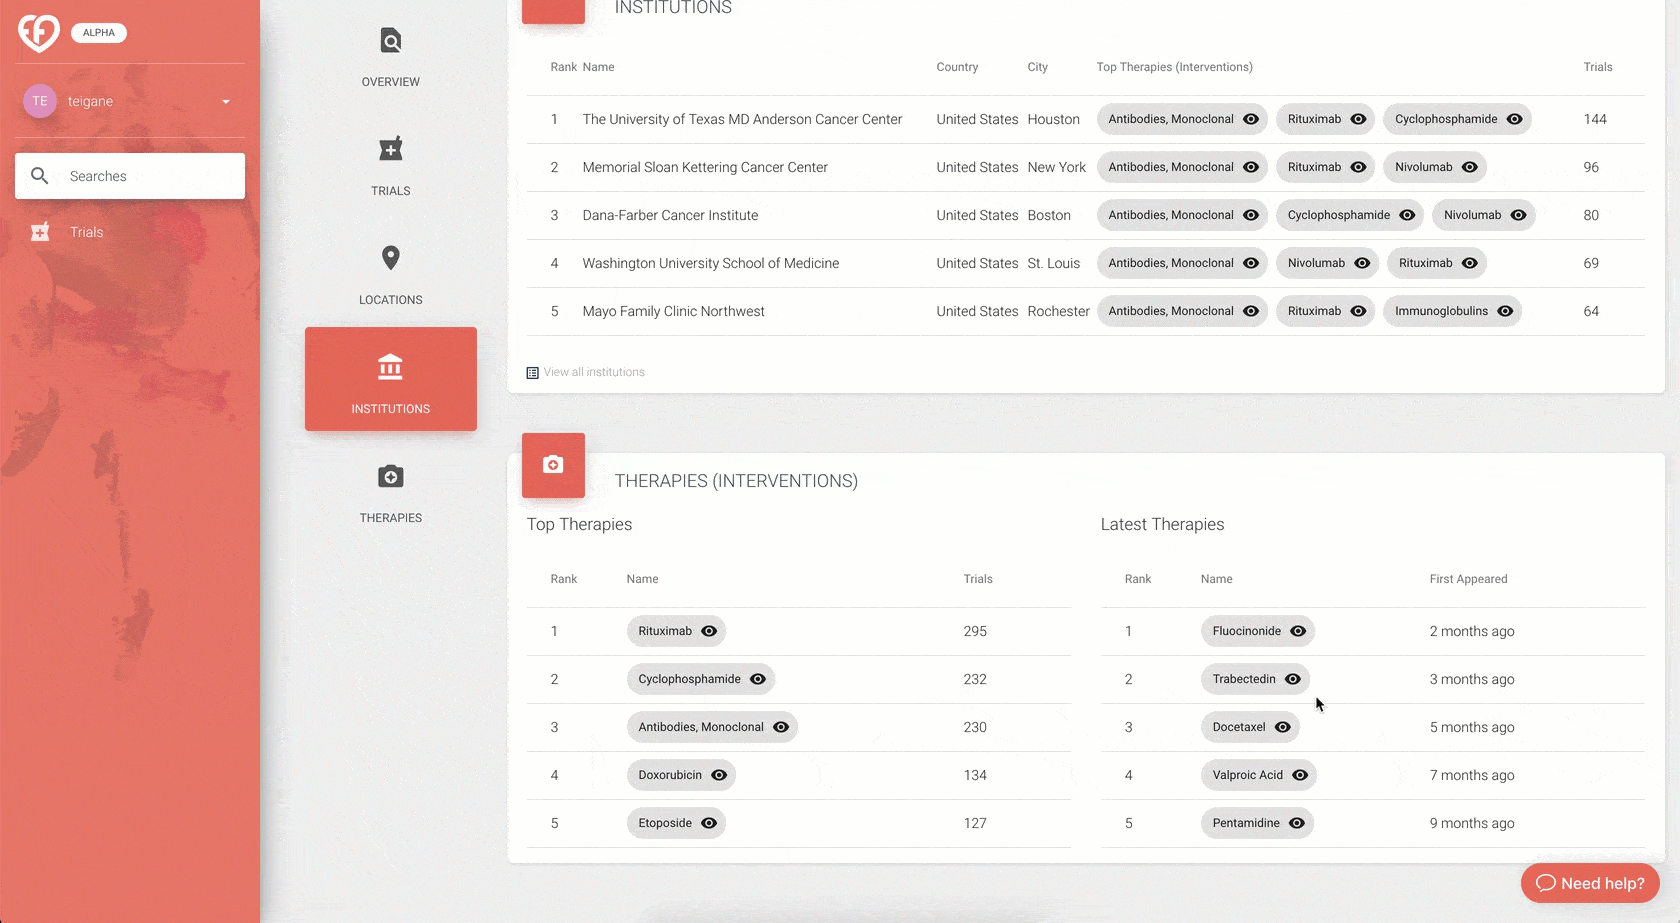 ALPHA
TE teigane
Searches
Trials
OVERVIEW
TRIALS
LOCATIONS
INSTITUTIONS
THERAPIES
INSTITUTIONS
Rank Name Country City Top Therapies (Interventions) Trials
1 The University of Texas MD Anderson Cancer Center United States Houston Antibodies, Monoclonal Rituximab Cyclophosphamide 144
2 Memorial Sloan Kettering Cancer Center United States New York Antibodies, Monoclonal Rituximab Nivolumab 96
3 Dana-Farber Cancer Institute United States Boston Antibodies, Monoclonal Cyclophosphamide Nivolumab 80
4 Washington University School of Medicine United States St. Louis Antibodies, Monoclonal Nivolumab Rituximab 69
5 Mayo Family Clinic Northwest United States Rochester Antibodies, Monoclonal Rituximab Immunoglobulins 64
View all institutions
THERAPIES (INTERVENTIONS)
Top Therapies
Rank Name Trials
1 Rituximab 295
2 Cyclophosphamide 232
3 Antibodies, Monoclonal 230
4 Doxorubicin 134
5 Etoposide 127
Latest Therapies
Rank Name First Appeared
1 Fluocinonide 2 months ago
2 Trabectedin 3 months ago
3 Docetaxel 5 months ago
4 Valproic Acid 7 months ago
5 Pentamidine 9 months ago
Need help?